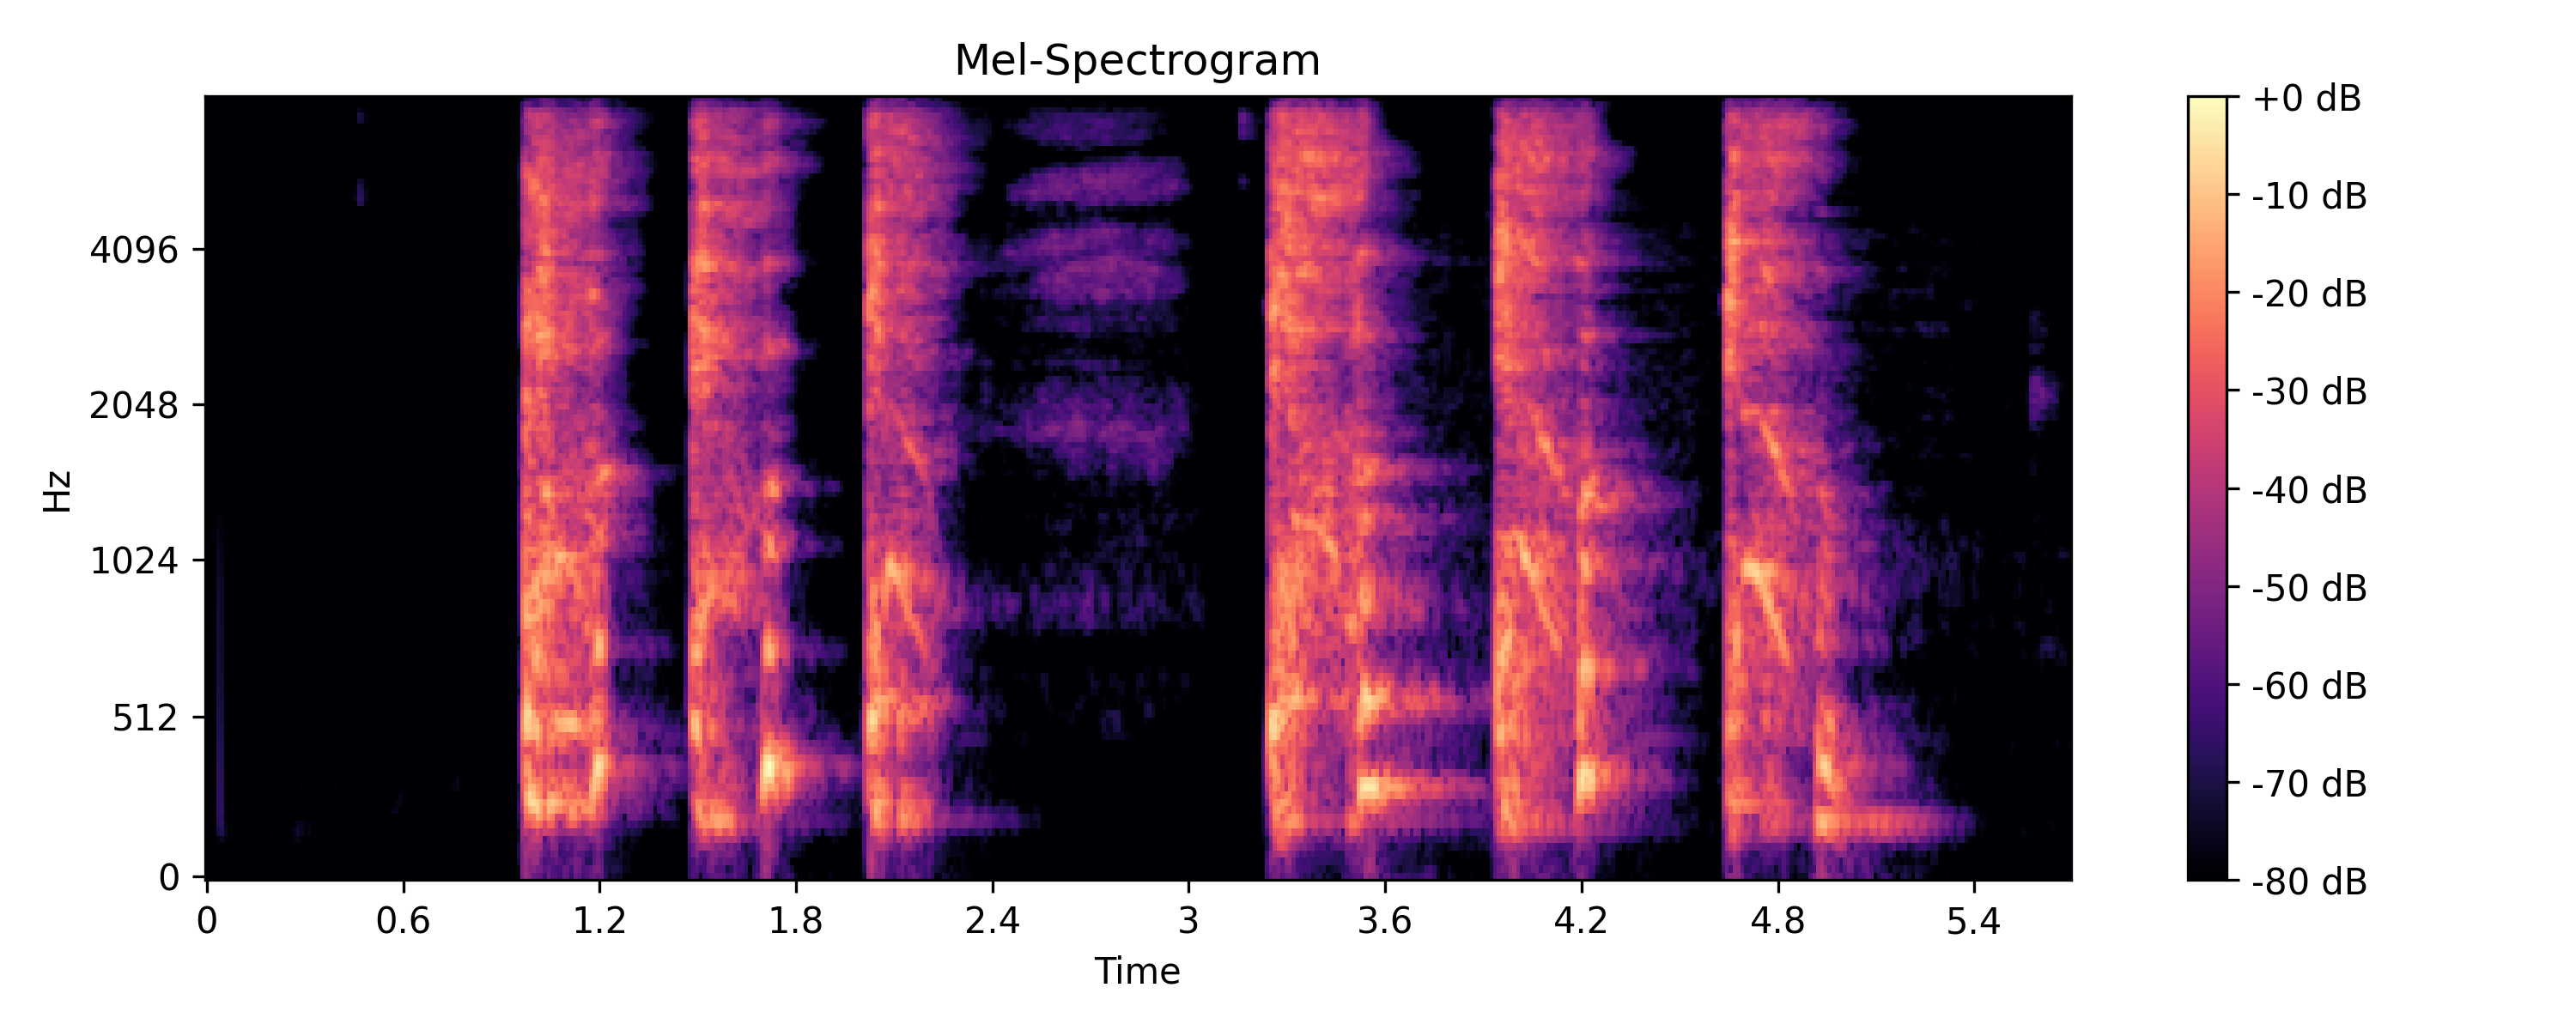 Mel-Spectrogram
Hz
4096
2048
1024
512
0
0 0.6 1.2 1.8 2.4 3 3.6 4.2 4.8 5.4
Time
+0 dB
-10 dB
-20 dB
-30 dB
-40 dB
-50 dB
-60 dB
-70 dB
-80 dB